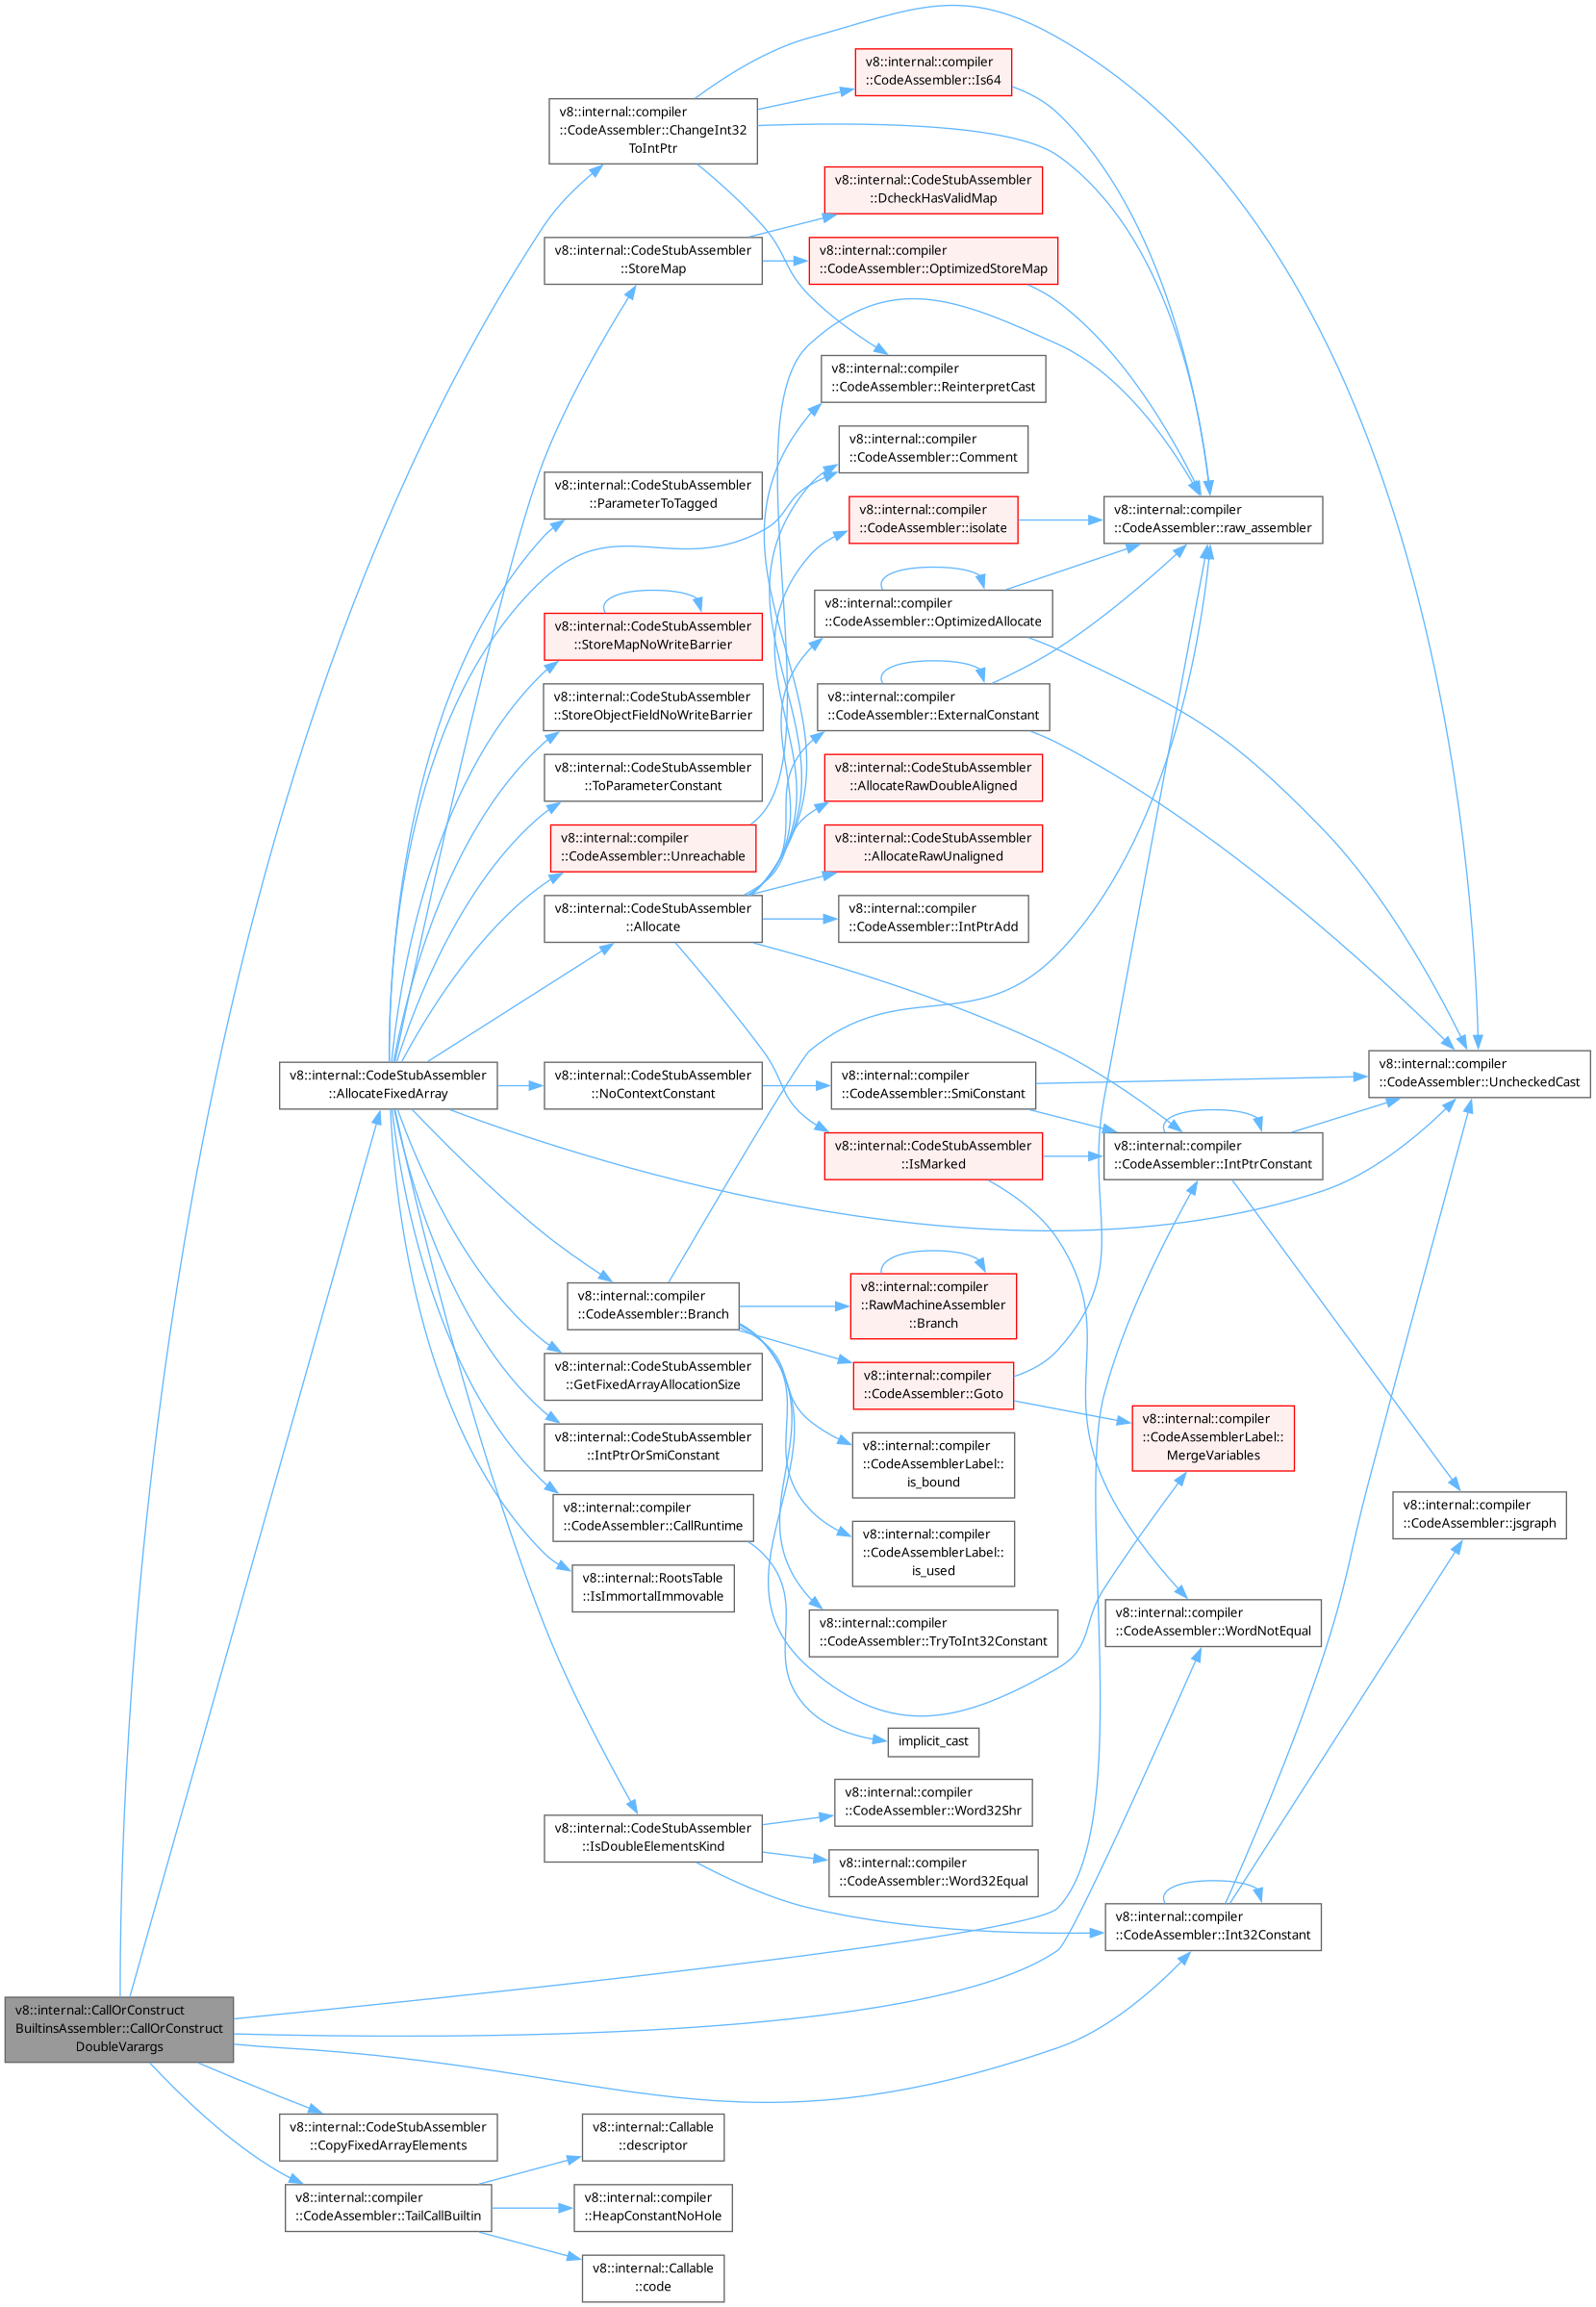 v8::internal::compiler
::CodeAssembler::Is64
v8::internal::compiler
::CodeAssembler::ChangeInt32
ToIntPtr
v8::internal::CodeStubAssembler
::DcheckHasValidMap
v8::internal::CodeStubAssembler
::StoreMap
v8::internal::compiler
::CodeAssembler::OptimizedStoreMap
v8::internal::compiler
::CodeAssembler::ReinterpretCast
v8::internal::compiler
::CodeAssembler::Comment
v8::internal::CodeStubAssembler
::ParameterToTagged
v8::internal::compiler
::CodeAssembler::isolate
v8::internal::compiler
::CodeAssembler::raw_assembler
v8::internal::CodeStubAssembler
::StoreMapNoWriteBarrier
v8::internal::compiler
::CodeAssembler::OptimizedAllocate
v8::internal::CodeStubAssembler
::StoreObjectFieldNoWriteBarrier
v8::internal::compiler
::CodeAssembler::ExternalConstant
v8::internal::CodeStubAssembler
::ToParameterConstant
v8::internal::CodeStubAssembler
::AllocateRawDoubleAligned
v8::internal::compiler
::CodeAssembler::Unreachable
v8::internal::CodeStubAssembler
::AllocateRawUnaligned
v8::internal::CodeStubAssembler
::Allocate
v8::internal::compiler
::CodeAssembler::IntPtrAdd
v8::internal::CodeStubAssembler
::AllocateFixedArray
v8::internal::CodeStubAssembler
::NoContextConstant
v8::internal::compiler
::CodeAssembler::SmiConstant
v8::internal::compiler
::CodeAssembler::UncheckedCast
v8::internal::CodeStubAssembler
::IsMarked
v8::internal::compiler
::CodeAssembler::IntPtrConstant
v8::internal::compiler
::CodeAssembler::Branch
v8::internal::compiler
::RawMachineAssembler
::Branch
v8::internal::CodeStubAssembler
::GetFixedArrayAllocationSize
v8::internal::compiler
::CodeAssembler::Goto
v8::internal::compiler
::CodeAssemblerLabel::
MergeVariables
v8::internal::CodeStubAssembler
::IntPtrOrSmiConstant
v8::internal::compiler
::CodeAssemblerLabel::
is_bound
v8::internal::compiler
::CodeAssembler::CallRuntime
v8::internal::compiler
::CodeAssemblerLabel::
is_used
v8::internal::compiler
::CodeAssembler::jsgraph
v8::internal::RootsTable
::IsImmortalImmovable
v8::internal::compiler
::CodeAssembler::TryToInt32Constant
v8::internal::compiler
::CodeAssembler::WordNotEqual
implicit_cast
v8::internal::CodeStubAssembler
::IsDoubleElementsKind
v8::internal::compiler
::CodeAssembler::Word32Shr
v8::internal::compiler
::CodeAssembler::Word32Equal
v8::internal::compiler
::CodeAssembler::Int32Constant
v8::internal::CallOrConstruct
BuiltinsAssembler::CallOrConstruct
DoubleVarargs
v8::internal::CodeStubAssembler
::CopyFixedArrayElements
v8::internal::Callable
::descriptor
v8::internal::compiler
::CodeAssembler::TailCallBuiltin
v8::internal::compiler
::HeapConstantNoHole
v8::internal::Callable
::code